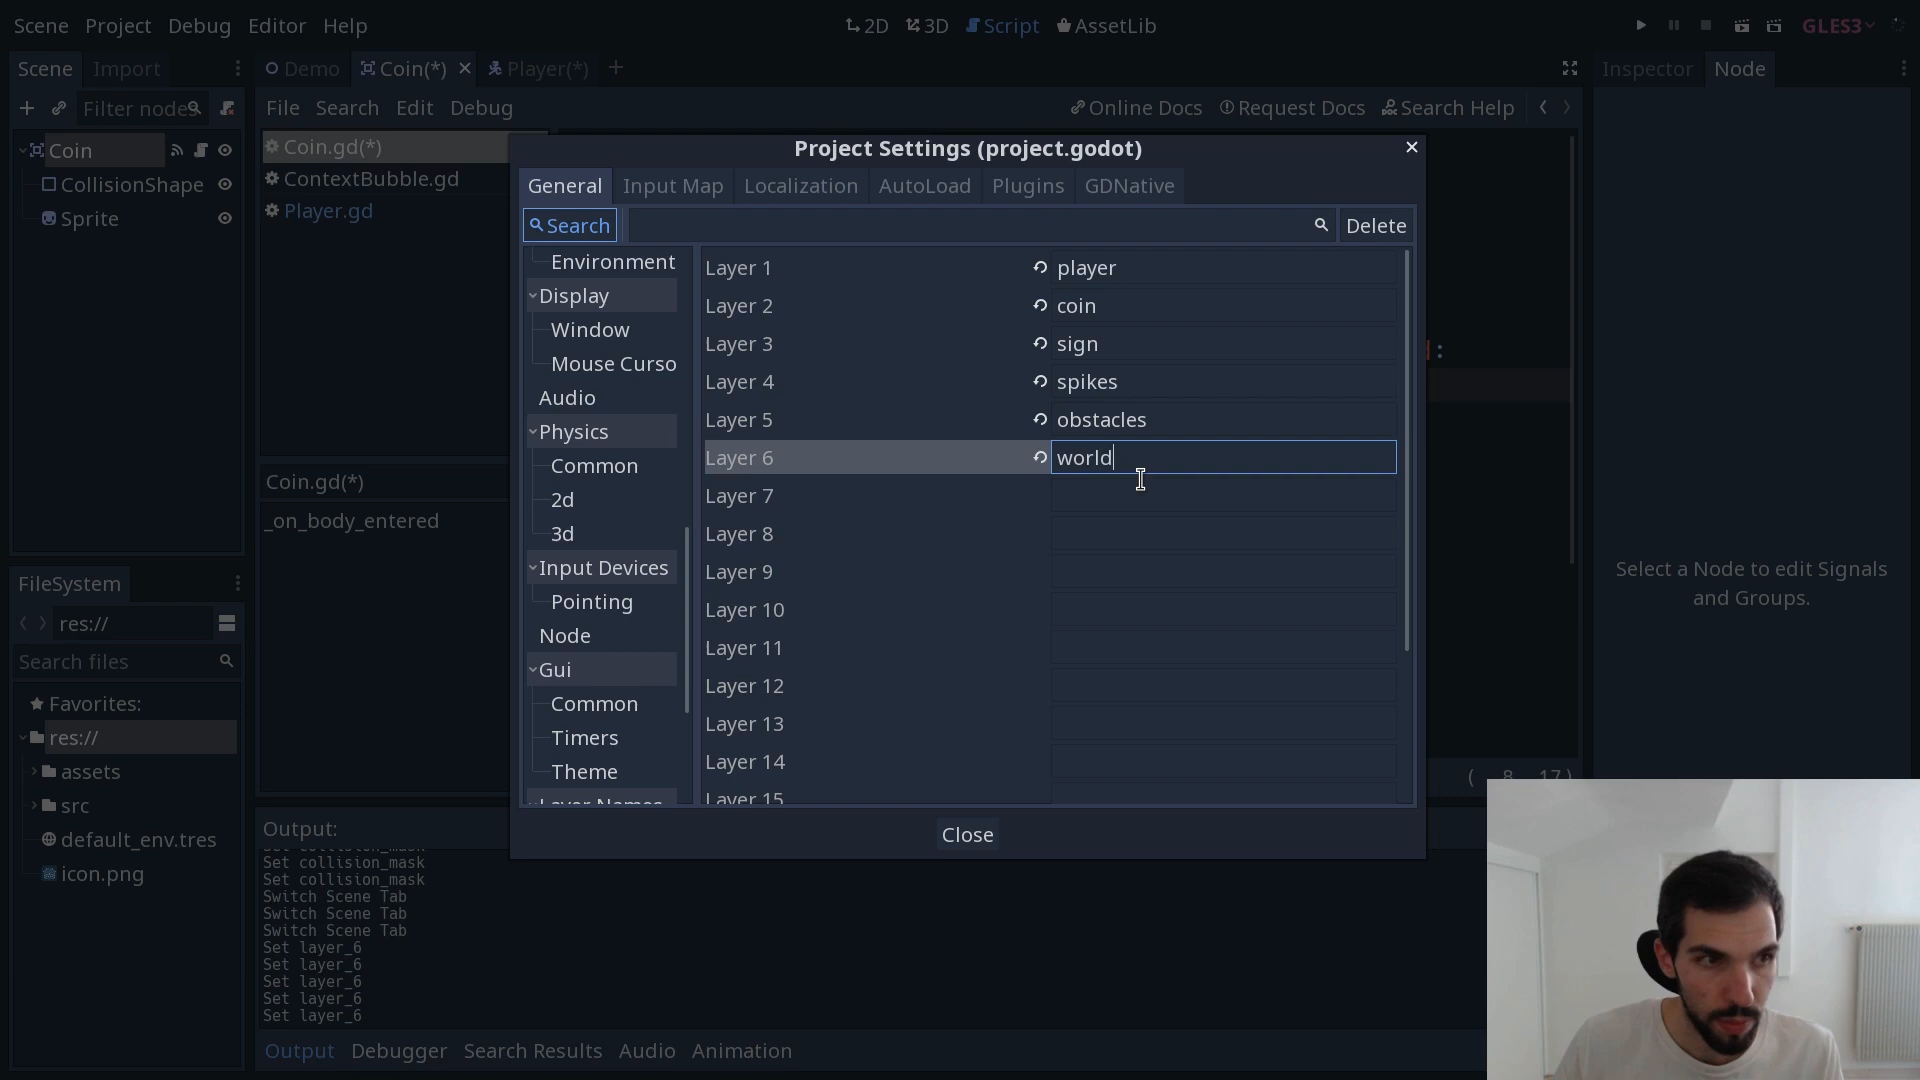 Scene Project Debug Editor Help
2D 3D Script AssetLib
GLES3
Scene Import
Demo Coin(*) Player(*)
Inspector Node
Filter nodes
File Search Edit Debug
Online Docs Request Docs Search Help
Coin
CollisionShape
Sprite
Coin.gd(*)
ContextBubble.gd
Player.gd
Coin.gd(*)
_on_body_entered
Project Settings (project.godot)
General Input Map Localization AutoLoad Plugins GDNative
Search
Delete
Environment
Display
Window
Mouse Curso
Audio
Physics
Common
2d
3d
Input Devices
Pointing
Node
Gui
Common
Timers
Theme
Layer Names
Layer 1 player
Layer 2 coin
Layer 3 sign
Layer 4 spikes
Layer 5 obstacles
Layer 6 world
Layer 7
Layer 8
Layer 9
Layer 10
Layer 11
Layer 12
Layer 13
Layer 14
Layer 15
Close
:
( 8, 17)
Select a Node to edit Signals
and Groups.
FileSystem
res://
Search files
Favorites:
res://
assets
src
default_env.tres
icon.png
Output:
Set collision_mask
Set collision_mask
Set collision_mask
Switch Scene Tab
Switch Scene Tab
Switch Scene Tab
Set layer_6
Set layer_6
Set layer_6
Set layer_6
Set layer_6
Output Debugger Search Results Audio Animation